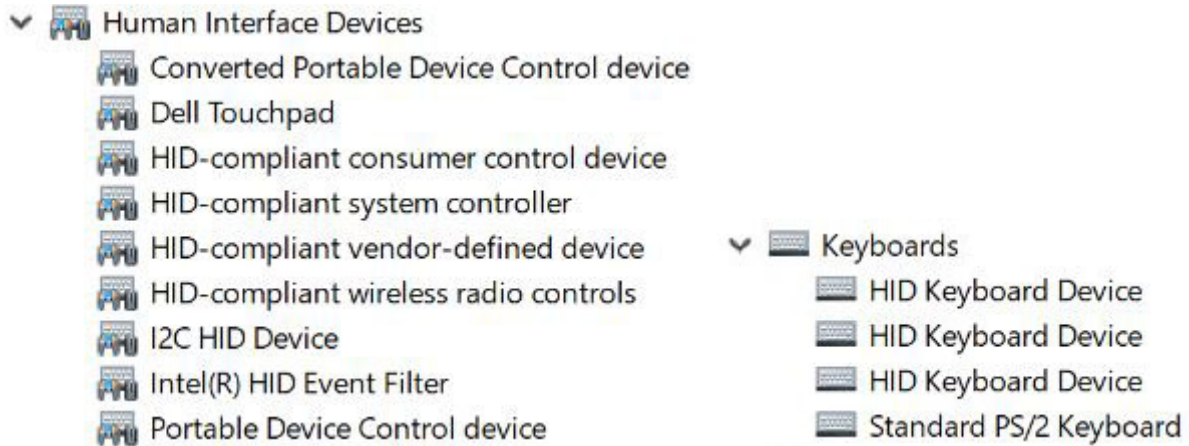 Human Interface Devices
Converted Portable Device Control device
Dell Touchpad
HID-compliant consumer control device
HID-compliant system controller
HID-compliant vendor-defined device
HID-compliant wireless radio controls
I2C HID Device
Intel(R) HID Event Filter
Portable Device Control device
Keyboards
HID Keyboard Device
HID Keyboard Device
HID Keyboard Device
Standard PS/2 Keyboard